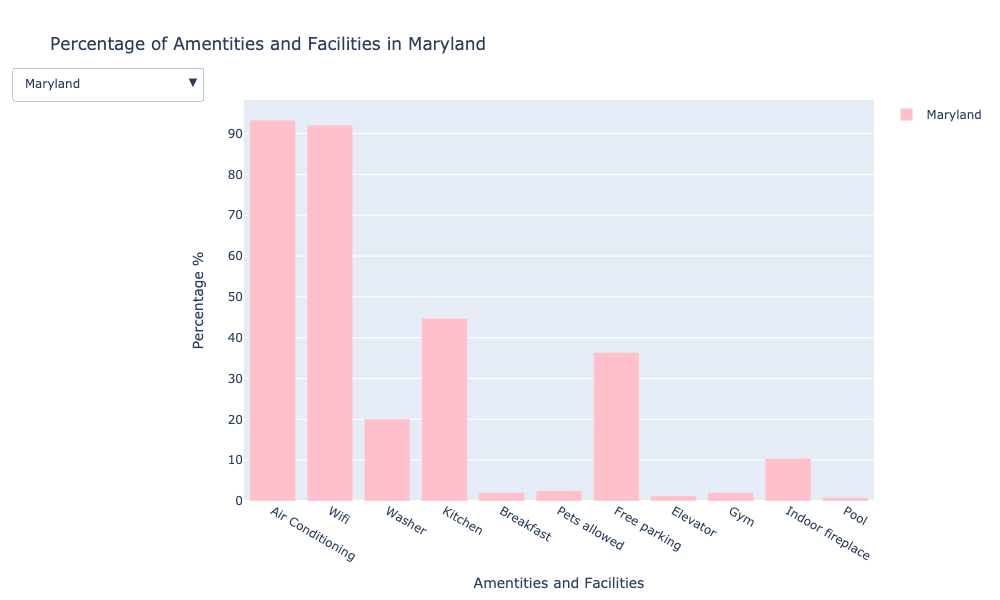 Percentage of Amentities and Facilities in Maryland
Maryland ▼
Maryland
90
80
70
60
50
40
30
20
10
0
Percentage %
Air Conditioning
Wifi
Washer
Kitchen
Breakfast
Pets allowed
Free parking
Elevator
Gym
Indoor fireplace
Pool
Amentities and Facilities